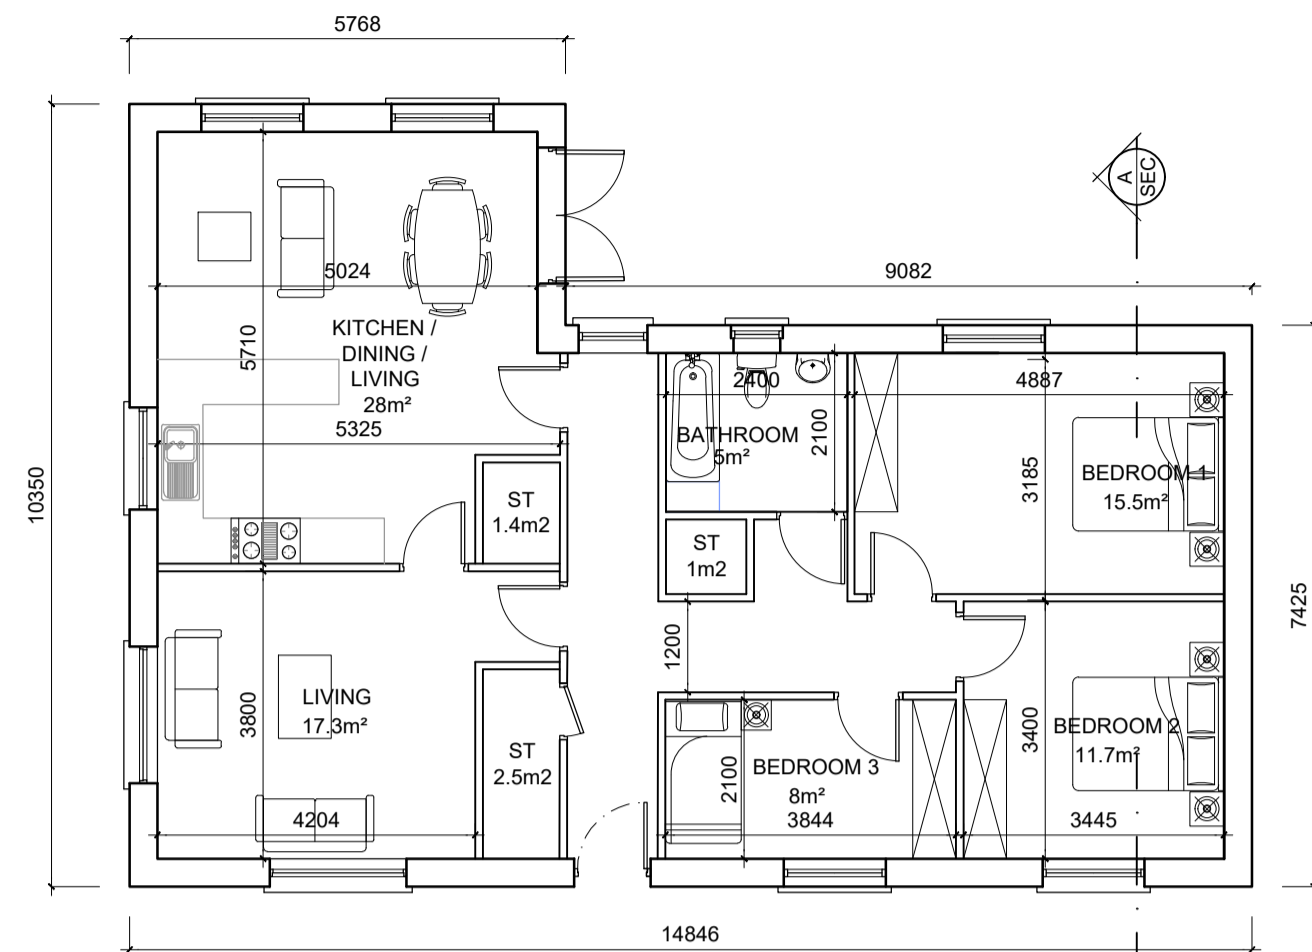 5768
A
SEC
9082
5024
KITCHEN /
DINING /
LIVING
28m²
5710
5325
10350
2400
4887
2100
BATHROOM
5m²
3185
BEDROOM 1
15.5m²
ST
1.4m2
ST
1m2
7425
1200
LIVING
17.3m²
3800
ST
2.5m2
4204
BEDROOM 3
8m²
2100
3844
3400
BEDROOM 2
11.7m²
3445
14846